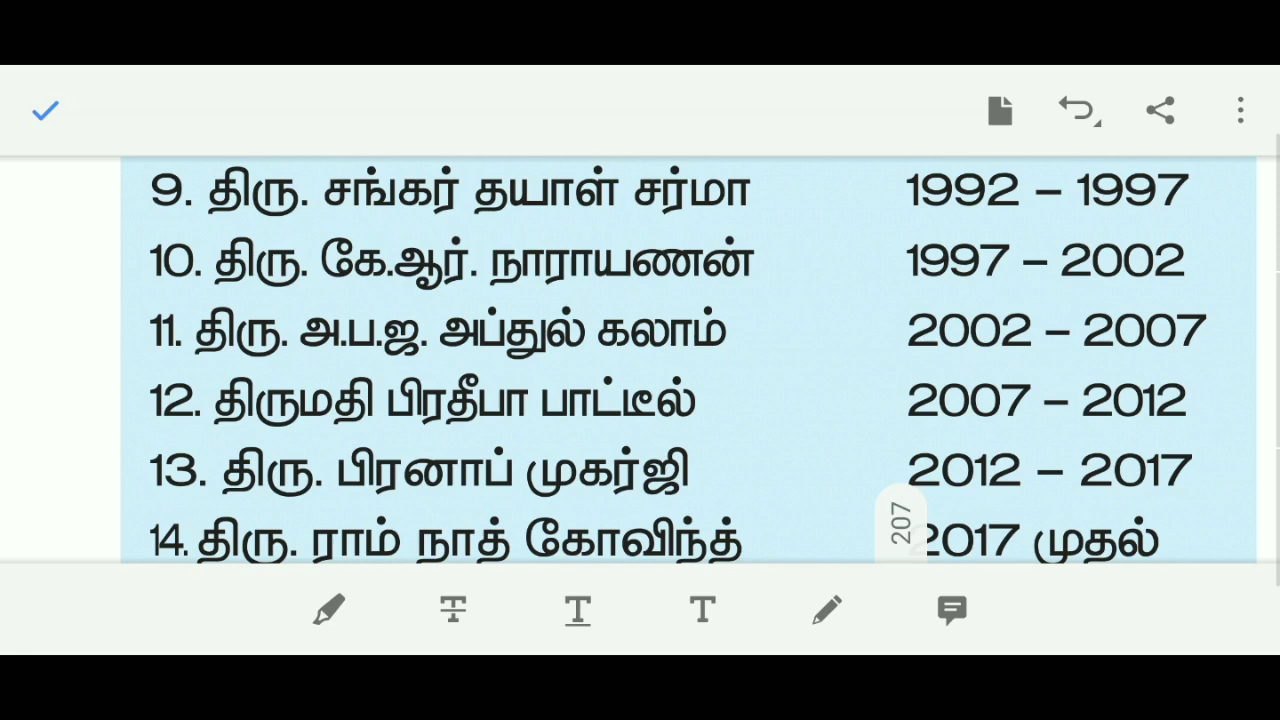 9. திரு. சங்கர் தயாள் சர்மா 1992 – 1997
10. திரு. கே.ஆர். நாராயணன் 1997 – 2002
11. திரு. அ.ப.ஜ. அப்துல் கலாம் 2002 – 2007
12. திருமதி பிரதீபா பாட்டீல் 2007 – 2012
13. திரு. பிரனாப் முகர்ஜி 2012 – 2017
14. திரு. ராம் நாத் கோவிந்த் 2017 முதல்
207